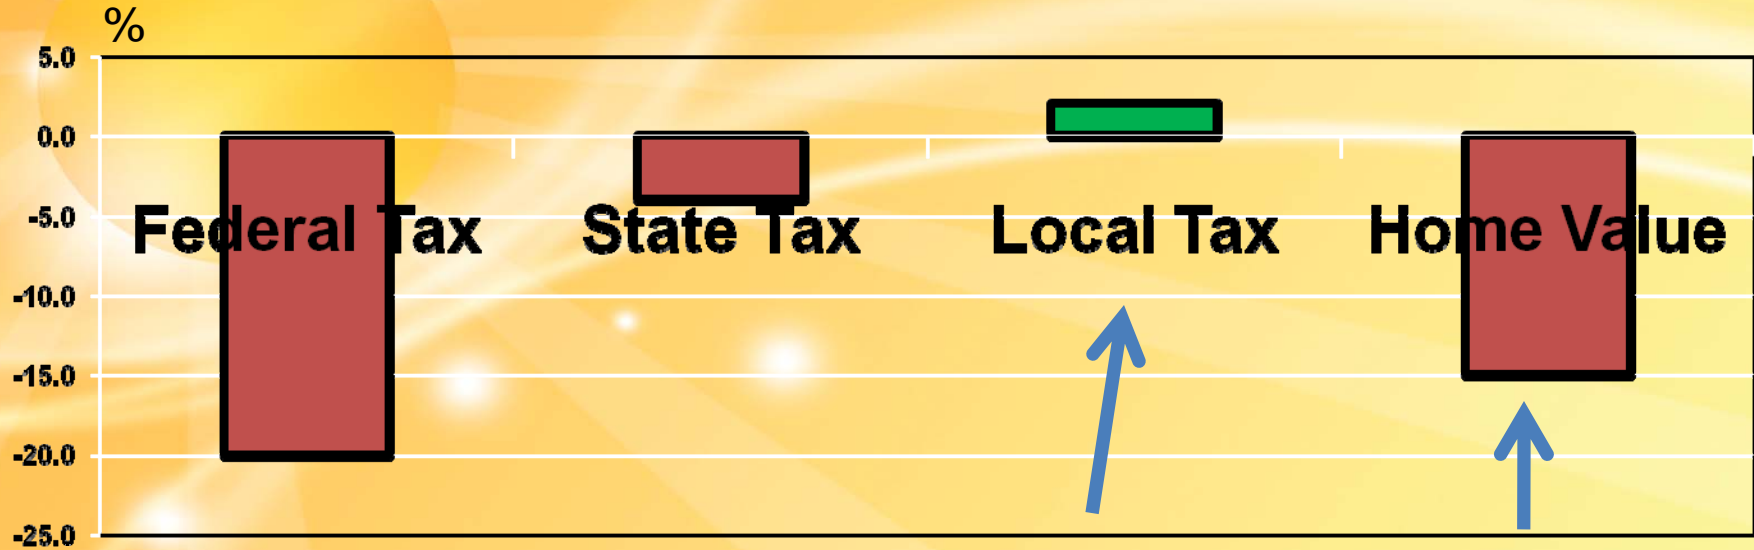 %
5.0
0.0
-5.0
-10.0
-15.0
-20.0
-25.0
Federal Tax
State Tax
Local Tax
Home Value